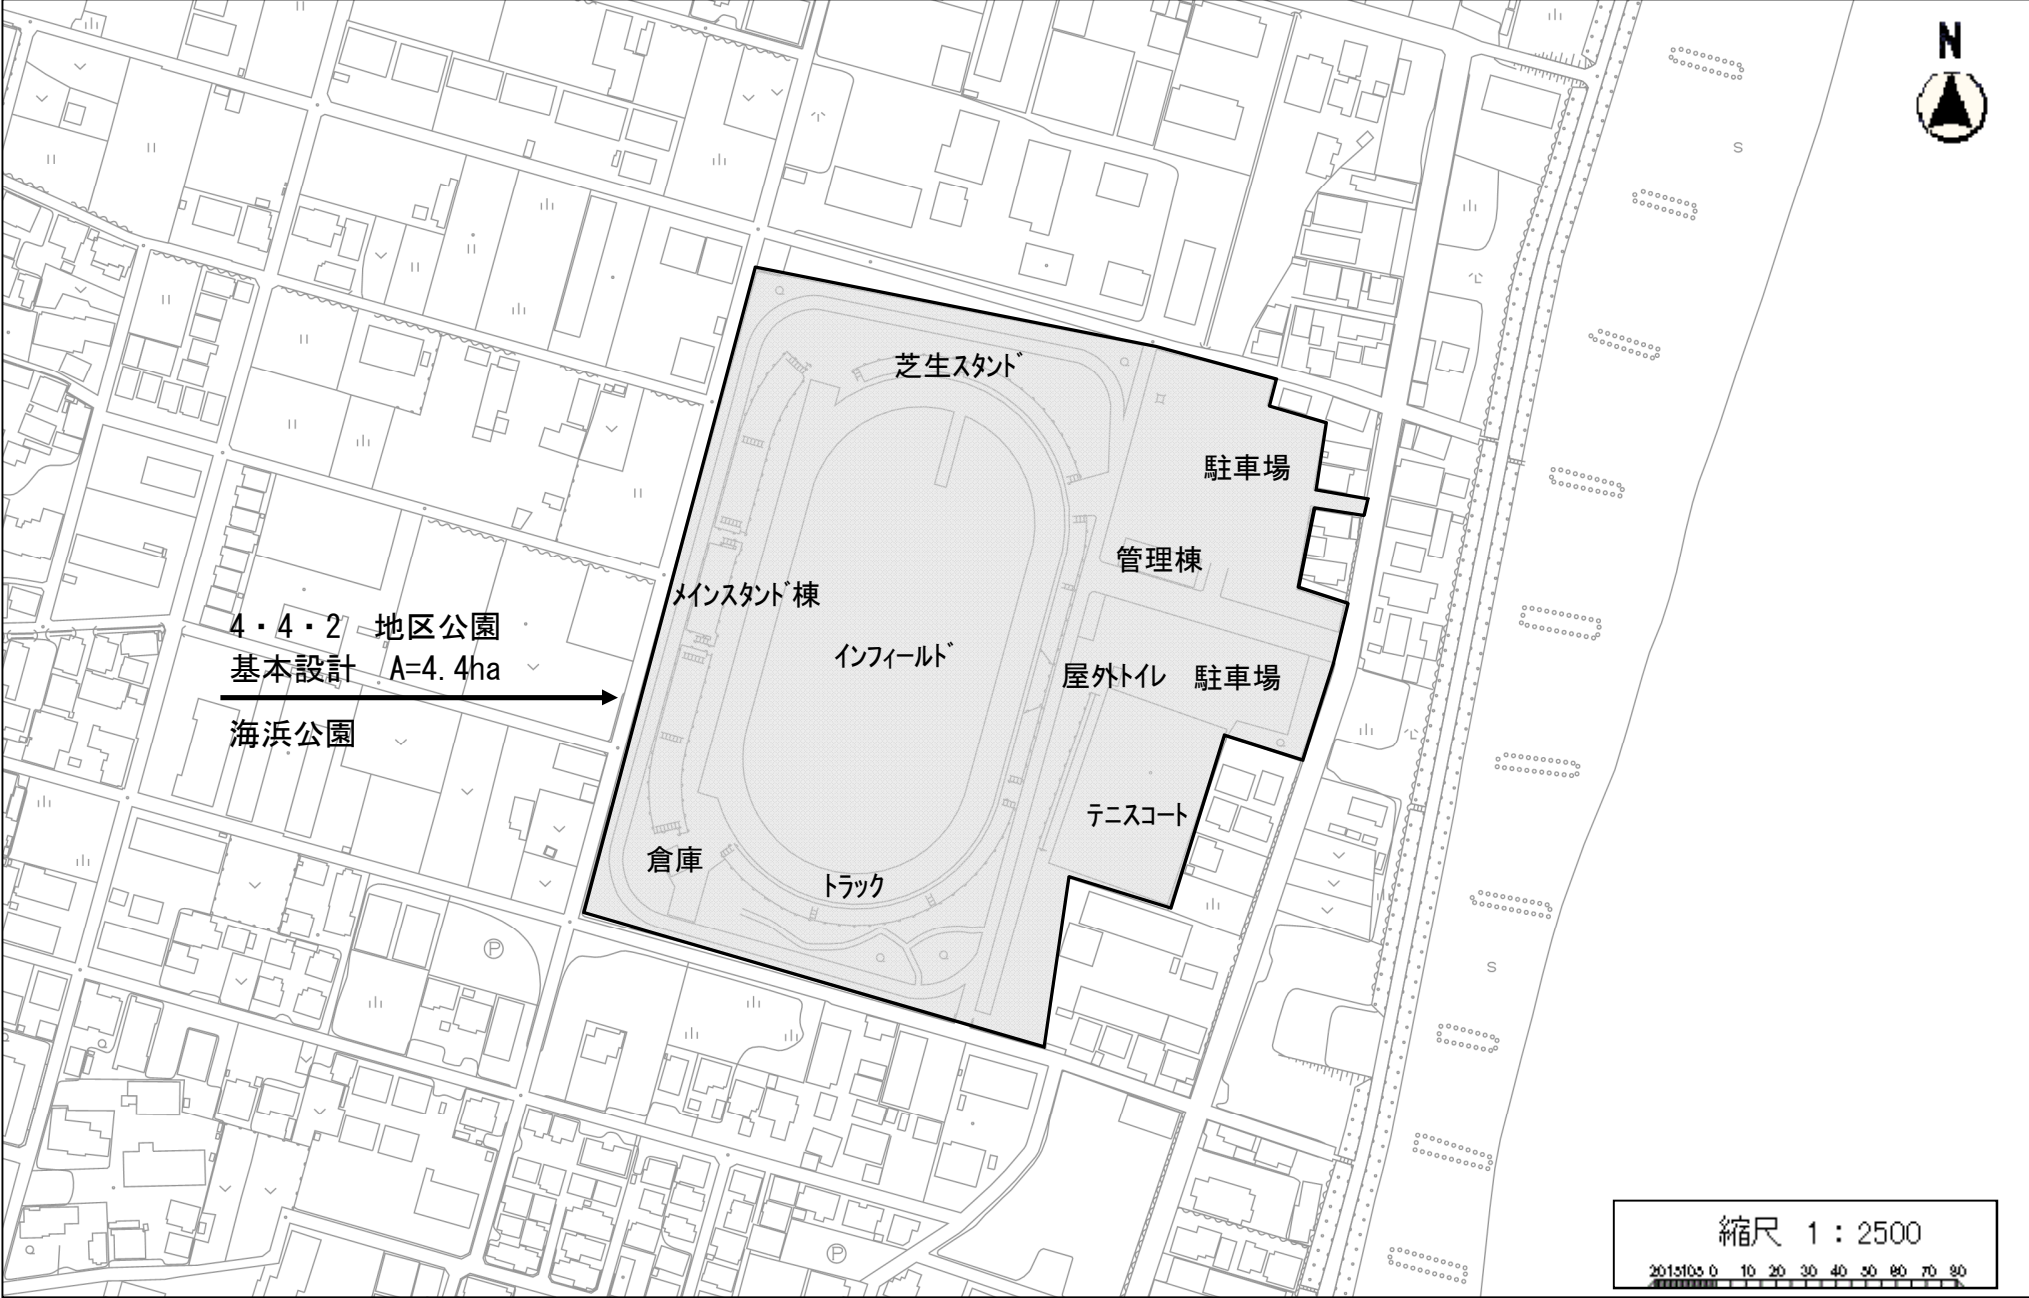 N
芝生スタンド
駐車場
管理棟
メインスタンド棟
4・4・2 地区公園
基本設計 A=4.4ha
インフィールド
屋外トイレ 駐車場
海浜公園
テニスコート
倉庫
トラック
P
S
S
P
縮尺 1:2500
20151050 10 20 30 40 50 60 70 80